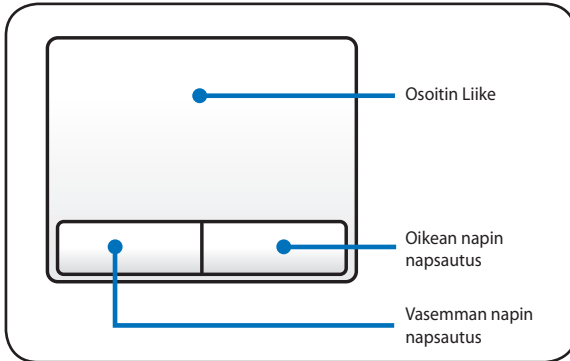 Osoitin Liike
Oikean napin
napsautus
Vasemman napin
napsautus